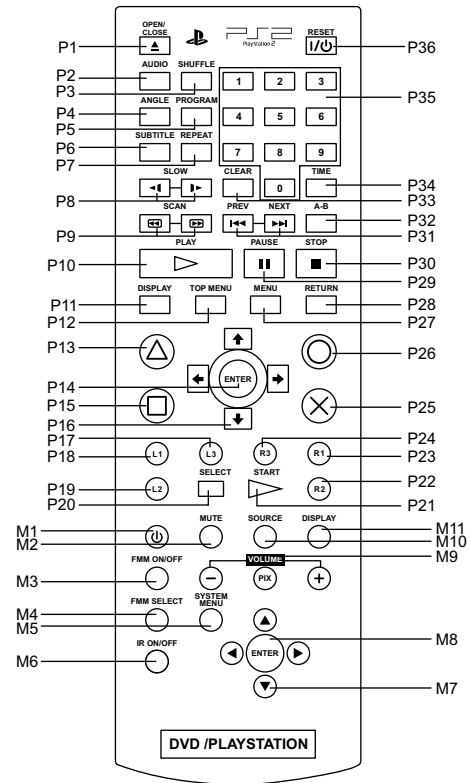 OPEN/
CLOSE
RESET
P1
I/
P36
PS2
PlayStation 2
AUDIO SHUFFLE
P2
P3
1 2 3
P35
ANGLE PROGRAM
P4
P5
4 5 6
SUBTITLE REPEAT
P6
P7
7 8 9
SLOW CLEAR TIME
P8
0
P34
P33
SCAN PREV NEXT A-B
P9
P32
P31
PLAY PAUSE STOP
P10
P30
P29
DISPLAY TOP MENU MENU RETURN
P11
P12
P28
P27
P13
P26
P14
ENTER
P15
P25
P16
P17
P24
P18
L1 L3 R3 R1
P23
SELECT START
P19
L2 R2
P22
P20
P21
M1
MUTE SOURCE DISPLAY
M11
M2
M10
FMM ON/OFF
VOLUME
M9
M3
PIX
FMM SELECT
SYSTEM
MENU
M4
M5
IR ON/OFF
M8
M6
ENTER
M7
DVD /PLAYSTATION